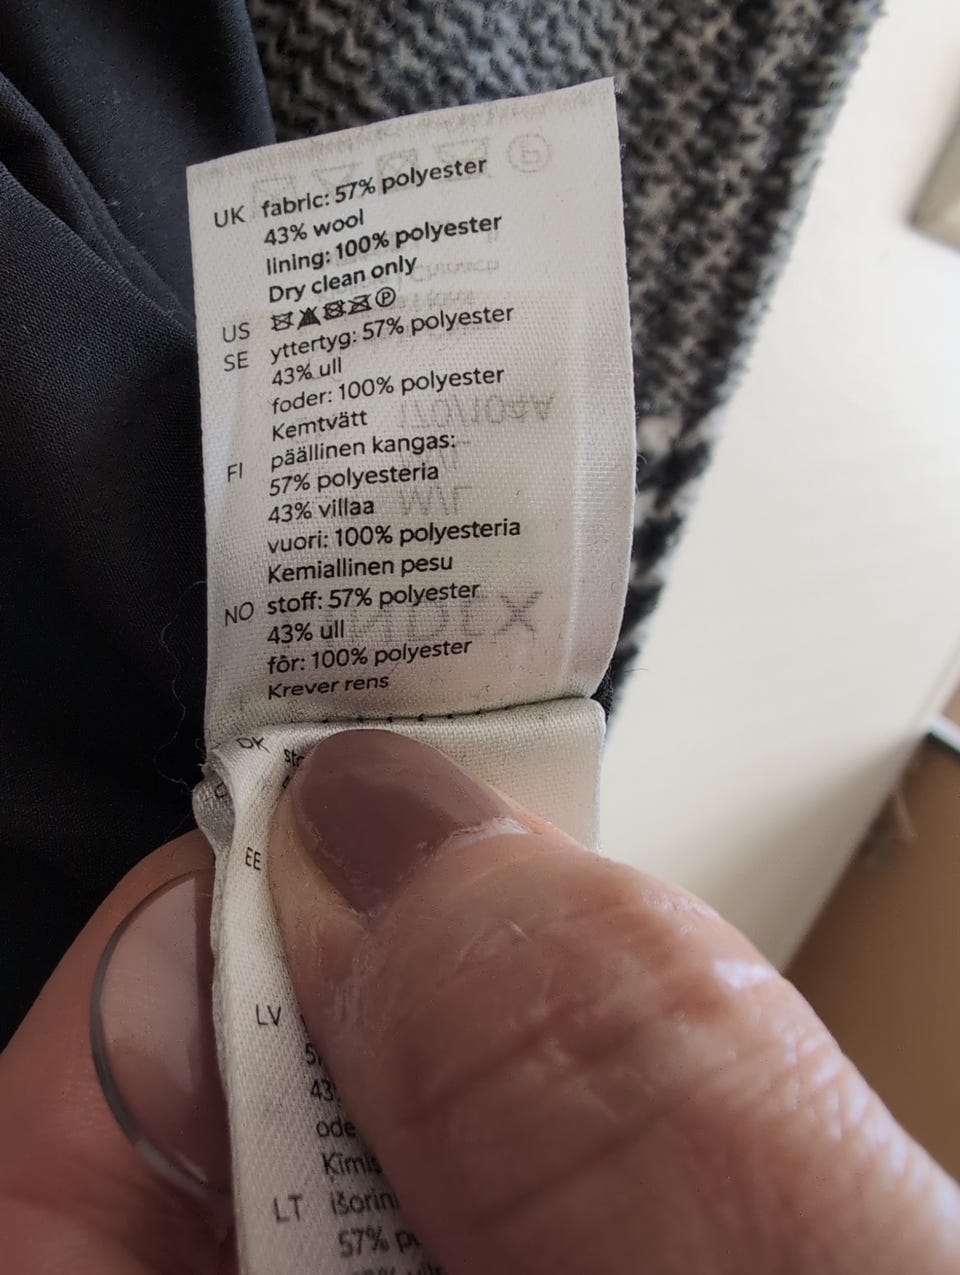 UK fabric: 57% polyester
43% wool
lining: 100% polyester
Dry clean only
US
SE yttertyg: 57% polyester
43% ull
foder: 100% polyester
Kemtvätt
FI päällinen kangas:
57% polyesteria
43% villaa
vuori: 100% polyesteria
Kemiallinen pesu
NO stoff: 57% polyester
43% ull
fôr: 100% polyester
Krever rens
DK
EE
LV
43
LT
57%